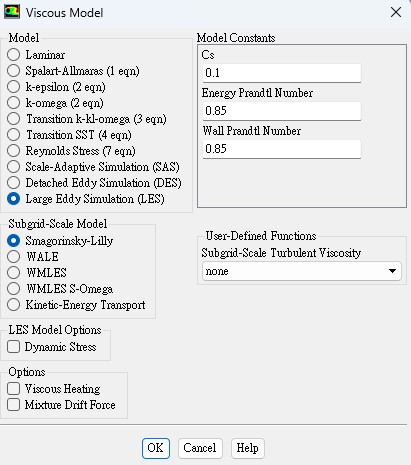 Viscous Model
Model
Laminar
Spalart-Allmaras (1 eqn)
k-epsilon (2 eqn)
k-omega (2 eqn)
Transition k-kl-omega (3 eqn)
Transition SST (4 eqn)
Reynolds Stress (7 eqn)
Scale-Adaptive Simulation (SAS)
Detached Eddy Simulation (DES)
Large Eddy Simulation (LES)
Subgrid-Scale Model
Smagorinsky-Lilly
WALE
WMLES
WMLES S-Omega
Kinetic-Energy Transport
LES Model Options
Dynamic Stress
Options
Viscous Heating
Mixture Drift Force
Model Constants
Cs
0.1
Energy Prandtl Number
0.85
Wall Prandtl Number
0.85
User-Defined Functions
Subgrid-Scale Turbulent Viscosity
none
OK Cancel Help